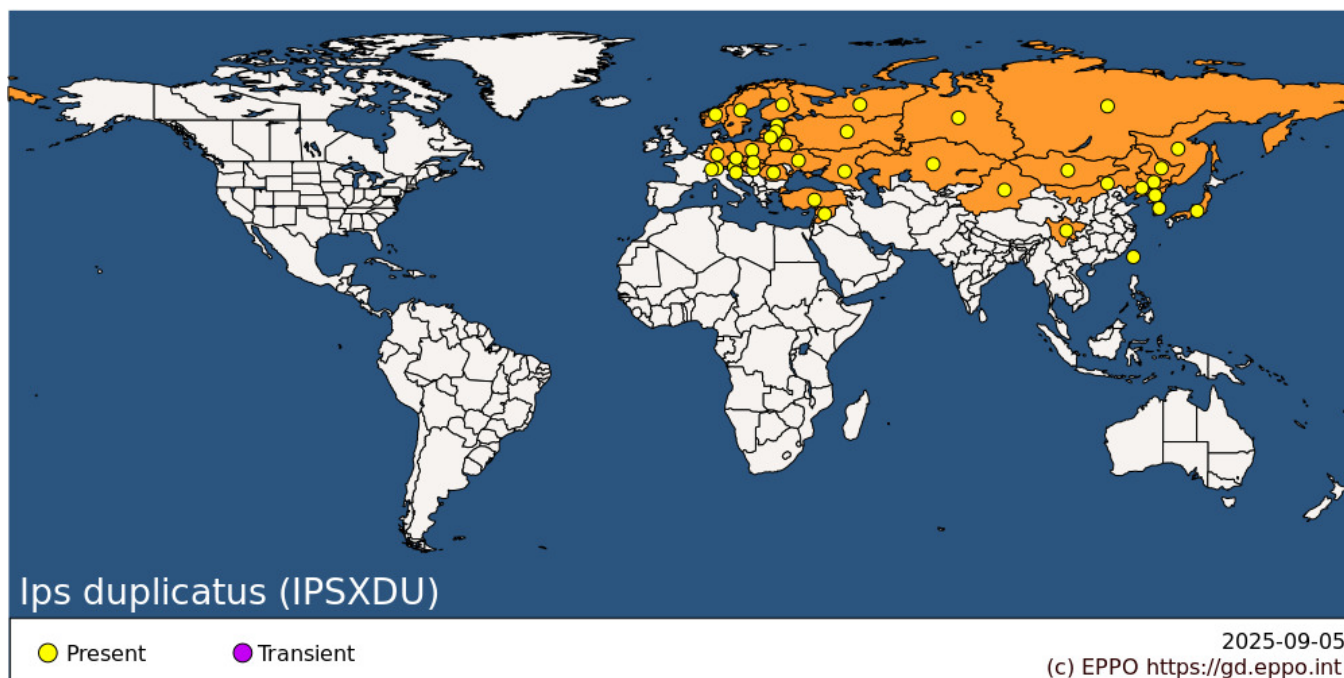 Ips duplicatus (IPSXDU)
Present
Transient
2025-09-05
(c) EPPO https://gd.eppo.int